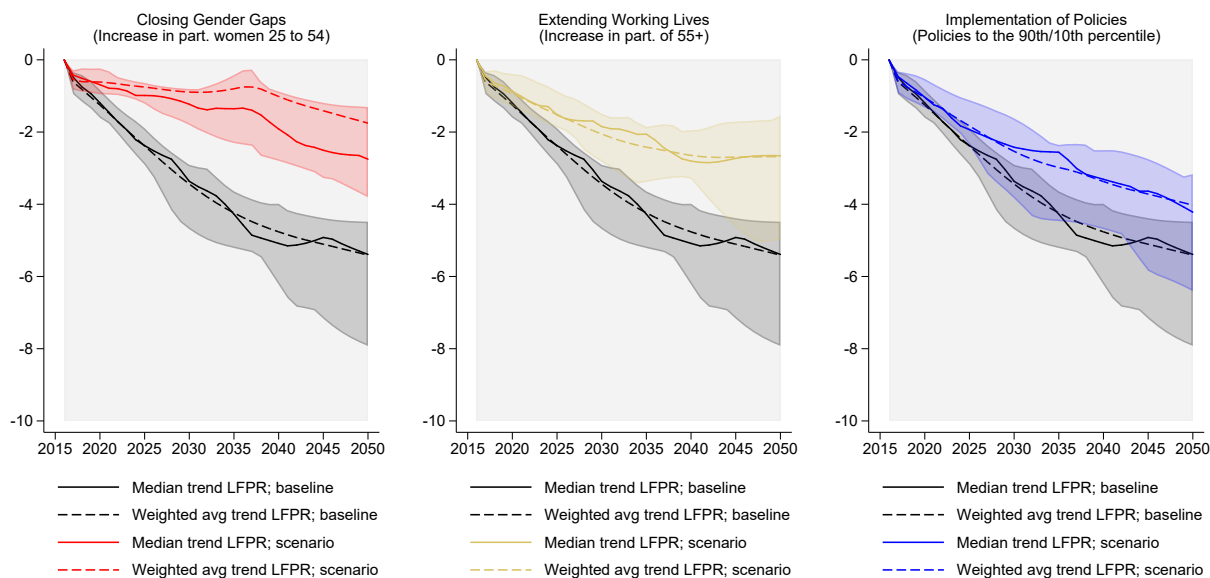 Closing Gender Gaps
(Increase in part. women 25 to 54)
0
-2
-4
-6
-8
-10
2015 2020 2025 2030 2035 2040 2045 2050
Median trend LFPR; baseline
Weighted avg trend LFPR; baseline
Median trend LFPR; scenario
Weighted avg trend LFPR; scenario
Extending Working Lives
(Increase in part. of 55+)
0
-2
-4
-6
-8
-10
2015 2020 2025 2030 2035 2040 2045 2050
Median trend LFPR; baseline
Weighted avg trend LFPR; baseline
Median trend LFPR; scenario
Weighted avg trend LFPR; scenario
Implementation of Policies
(Policies to the 90th/10th percentile)
0
-2
-4
-6
-8
-10
2015 2020 2025 2030 2035 2040 2045 2050
Median trend LFPR; baseline
Weighted avg trend LFPR; baseline
Median trend LFPR; scenario
Weighted avg trend LFPR; scenario